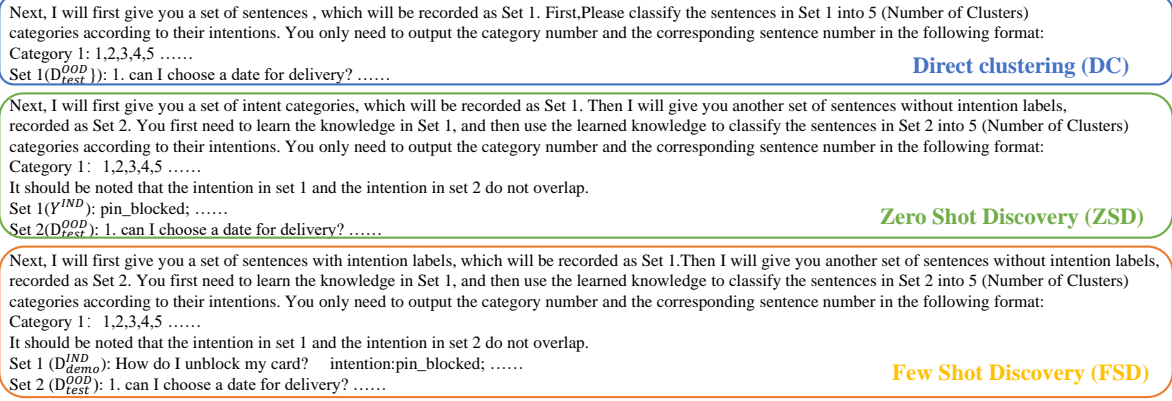 Next, I will first give you a set of sentences , which will be recorded as Set 1. First,Please classify the sentences in Set 1 into 5 (Number of Clusters)
categories according to their intentions. You only need to output the category number and the corresponding sentence number in the following format:
Category 1: 1,2,3,4,5 ……
Set 1(D_{test}^{OOD}}): 1. can I choose a date for delivery? ……
Direct clustering (DC)
Next, I will first give you a set of intent categories, which will be recorded as Set 1. Then I will give you another set of sentences without intention labels,
recorded as Set 2. You first need to learn the knowledge in Set 1, and then use the learned knowledge to classify the sentences in Set 2 into 5 (Number of Clusters)
categories according to their intentions. You only need to output the category number and the corresponding sentence number in the following format:
Category 1: 1,2,3,4,5 ……
It should be noted that the intention in set 1 and the intention in set 2 do not overlap.
Set 1(Y^{IND}): pin_blocked; ……
Set 2(D_{test}^{OOD}): 1. can I choose a date for delivery? ……
Zero Shot Discovery (ZSD)
Next, I will first give you a set of sentences with intention labels, which will be recorded as Set 1.Then I will give you another set of sentences without intention labels,
recorded as Set 2. You first need to learn the knowledge in Set 1, and then use the learned knowledge to classify the sentences in Set 2 into 5 (Number of Clusters)
categories according to their intentions. You only need to output the category number and the corresponding sentence number in the following format:
Category 1: 1,2,3,4,5 ……
It should be noted that the intention in set 1 and the intention in set 2 do not overlap.
Set 1 (D_{demo}^{IND}): How do I unblock my card? intention:pin_blocked; ……
Set 2 (D_{test}^{OOD}): 1. can I choose a date for delivery? ……
Few Shot Discovery (FSD)